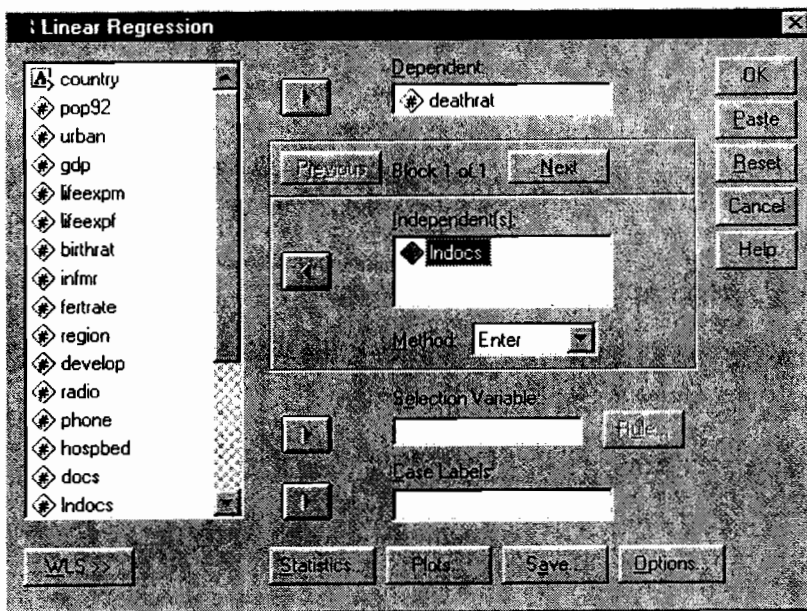 Linear Regression
country
pop92
urban
gdp
lifeexpm
lifeexpf
birthrat
infmr
fertrate
region
develop
radio
phone
hospbed
docs
lndocs
WLS >>
Dependent:
deathrat
Previous
Block 1 of 1
Next
Independent(s):
lndocs
Method:
Enter
Selection Variable:
Rule...
Case Labels:
Statistics...
Plots...
Save...
Options...
OK
Paste
Reset
Cancel
Help